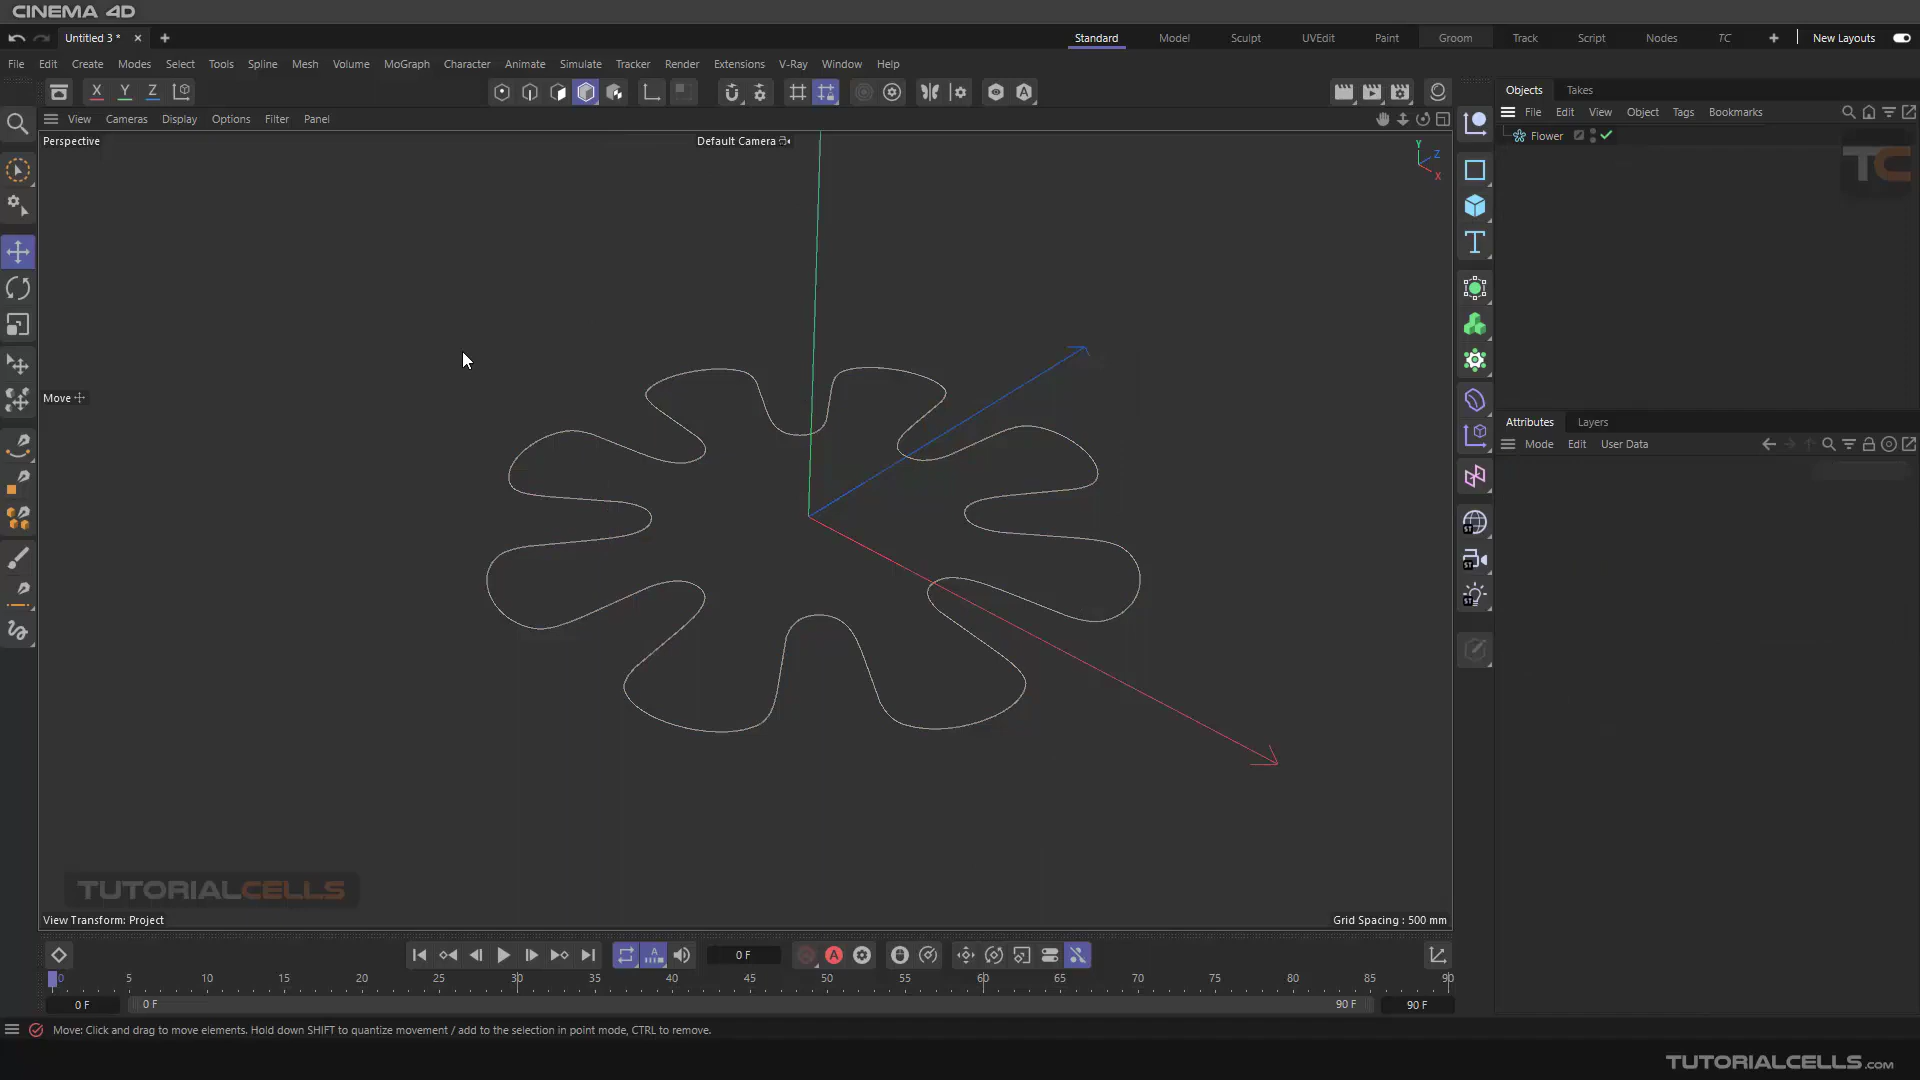 CINEMA 4D
Untitled 3 *
Standard Model Sculpt UVEdit Paint Groom Track Script Nodes TC New Layouts
File Edit Create Modes Select Tools Spline Mesh Volume MoGraph Character Animate Simulate Tracker Render Extensions V-Ray Window Help
X Y Z
Objects Takes
View Cameras Display Options Filter Panel
File Edit View Object Tags Bookmarks
Perspective
Default Camera
Y
Z
X
Flower
TC
Move
Attributes Layers
Mode Edit User Data
ST
ST
ST
TUTORIALCELLS
View Transform: Project
Grid Spacing : 500 mm
0 F
A
0 5 10 15 20 25 30 35 40 45 50 55 60 65 70 75 80 85 90
0 F 0 F 90 F 90 F
Move: Click and drag to move elements. Hold down SHIFT to quantize movement / add to the selection in point mode, CTRL to remove.
TUTORIALCELLS.com